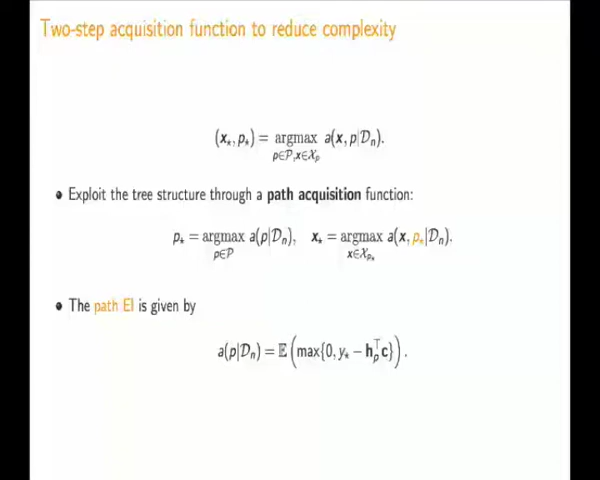 Two-step acquisition function to reduce complexity
(x⋆, p⋆) = argmax a(x, p|𝒟ₙ).
p∈𝒫,x∈𝒳ₚ
• Exploit the tree structure through a path acquisition function:
p⋆ = argmax a(p|𝒟ₙ), x⋆ = argmax a(x, p⋆|𝒟ₙ).
p∈𝒫 x∈𝒳ₚ⋆
• The path EI is given by
a(p|𝒟ₙ) = 𝔼(max{0, y⋆ − hₚ⊤c}).